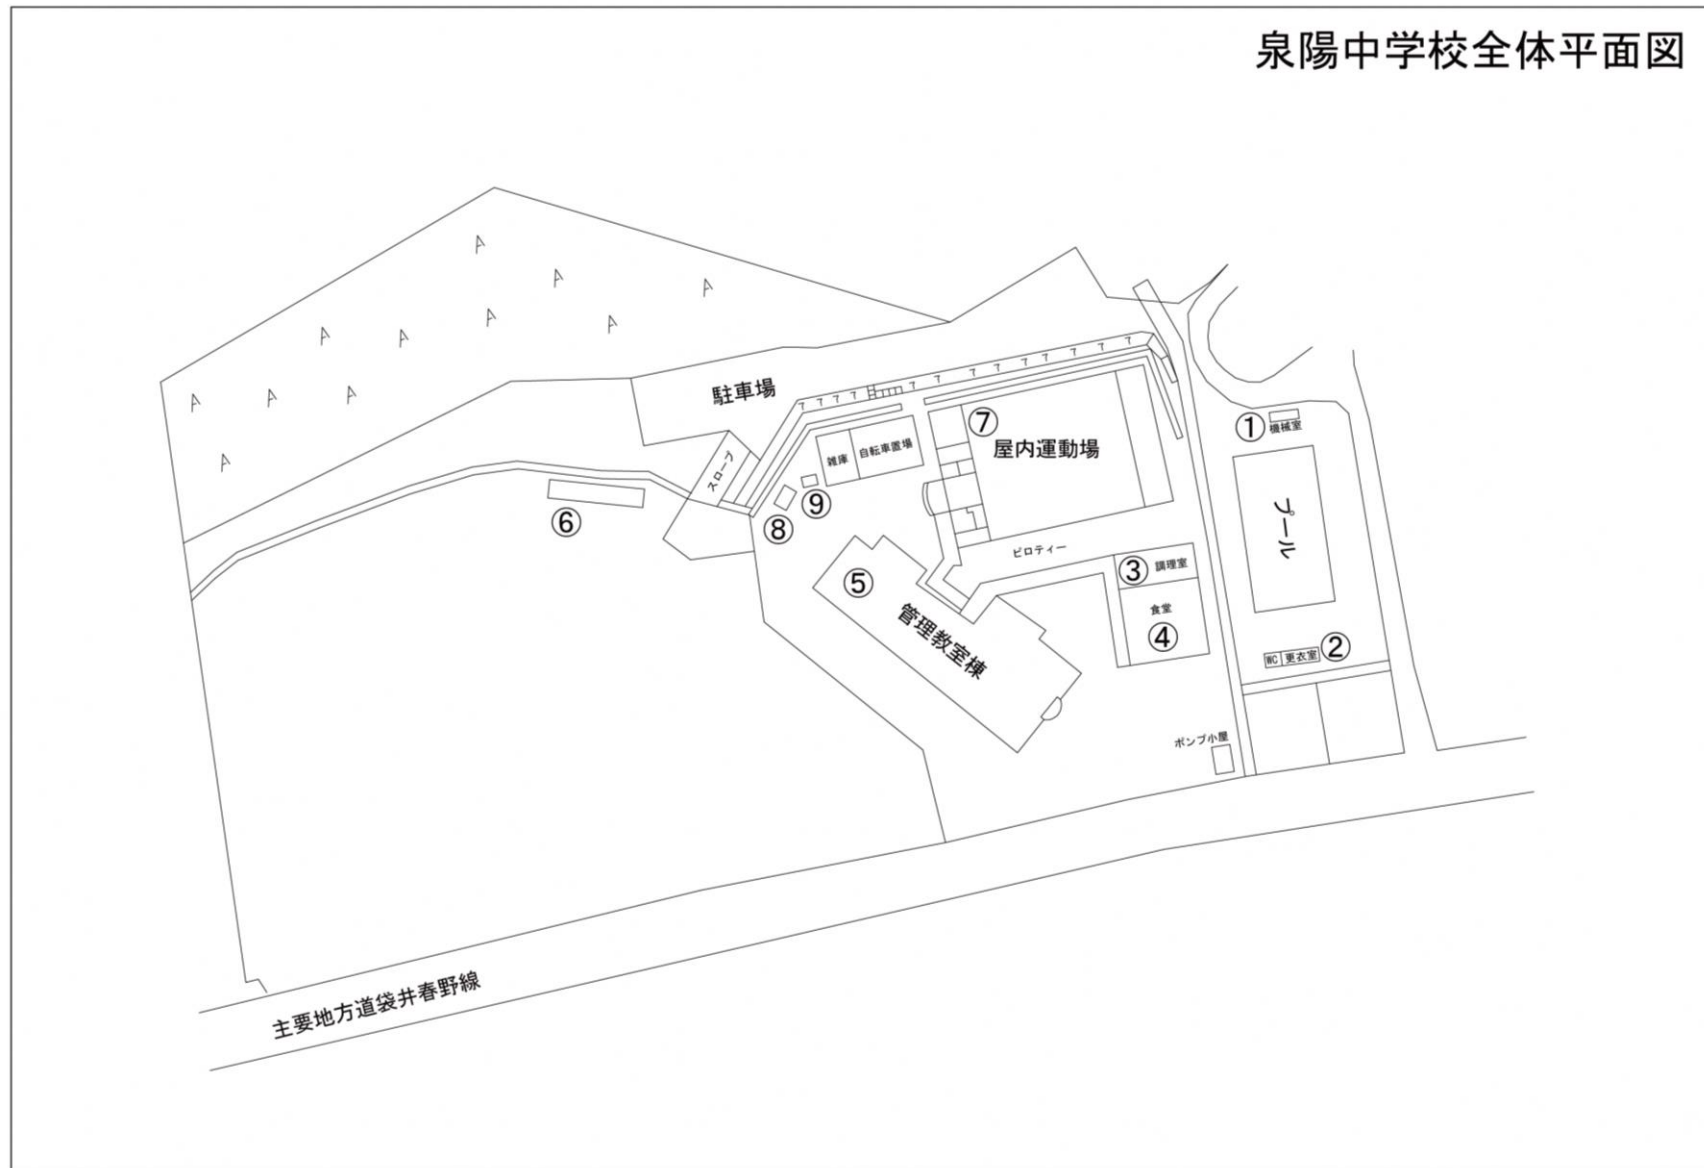 泉陽中学校全体平面図
駐車場
スロープ
雑庫
自転車置場
⑦
屋内運動場
①
機械室
プール
⑥
⑧
⑨
ピロティー
③ 調理室
食堂
④
⑤
管理教室棟
WC 更衣室 ②
ポンプ小屋
主要地方道袋井春野線